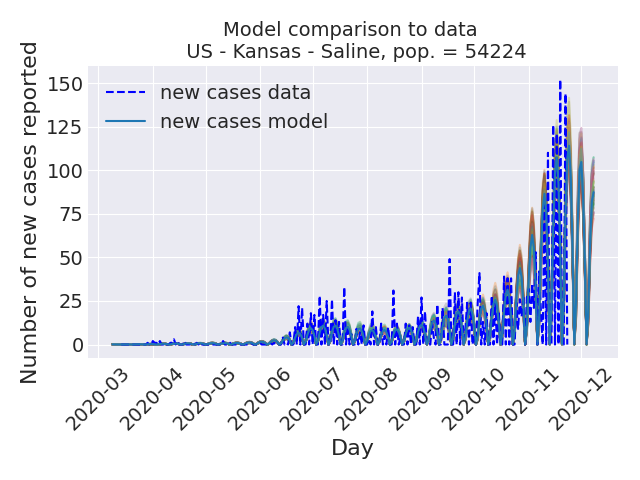 Model comparison to data
US - Kansas - Saline, pop. = 54224
Number of new cases reported
150
125
100
75
50
25
0
new cases data
new cases model
2020-03
2020-04
2020-05
2020-06
2020-07
2020-08
2020-09
2020-10
2020-11
2020-12
Day